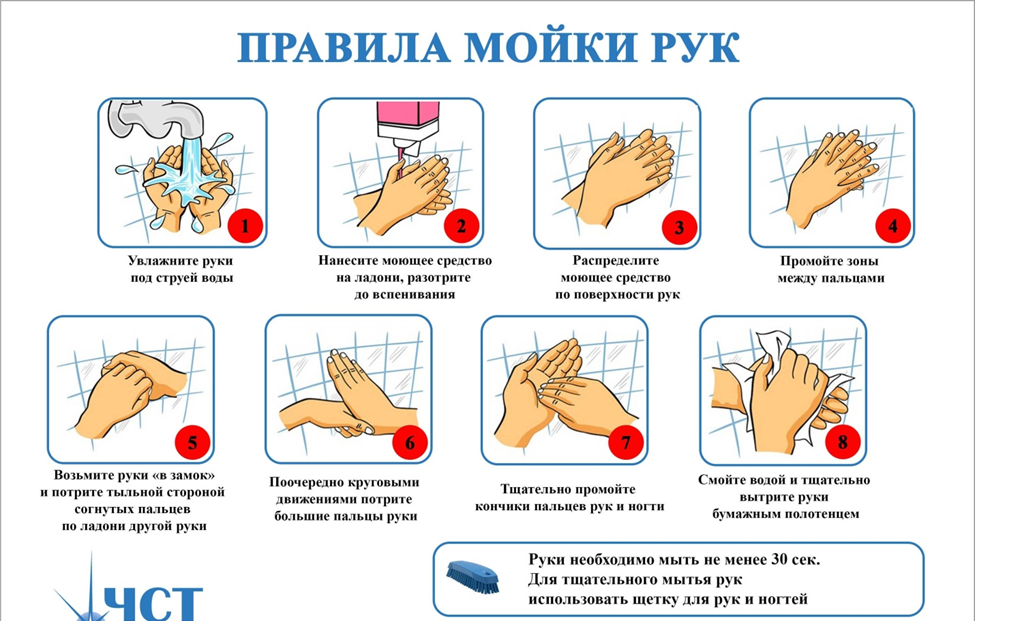 ПРАВИЛА МОЙКИ РУК
1
Увлажните руки
под струей воды
2
Нанесите моющее средство
на ладони, разотрите
до вспенивания
3
Распределите
моющее средство
по поверхности рук
4
Промойте зоны
между пальцами
5
Возьмите руки «в замок»
и потрите тыльной стороной
согнутых пальцев
по ладони другой руки
6
Поочередно круговыми
движениями потрите
большие пальцы руки
7
Тщательно промойте
кончики пальцев рук и ногти
8
Смойте водой и тщательно
вытрите руки
бумажным полотенцем
ЧСТ
Руки необходимо мыть не менее 30 сек.
Для тщательного мытья рук
использовать щетку для рук и ногтей